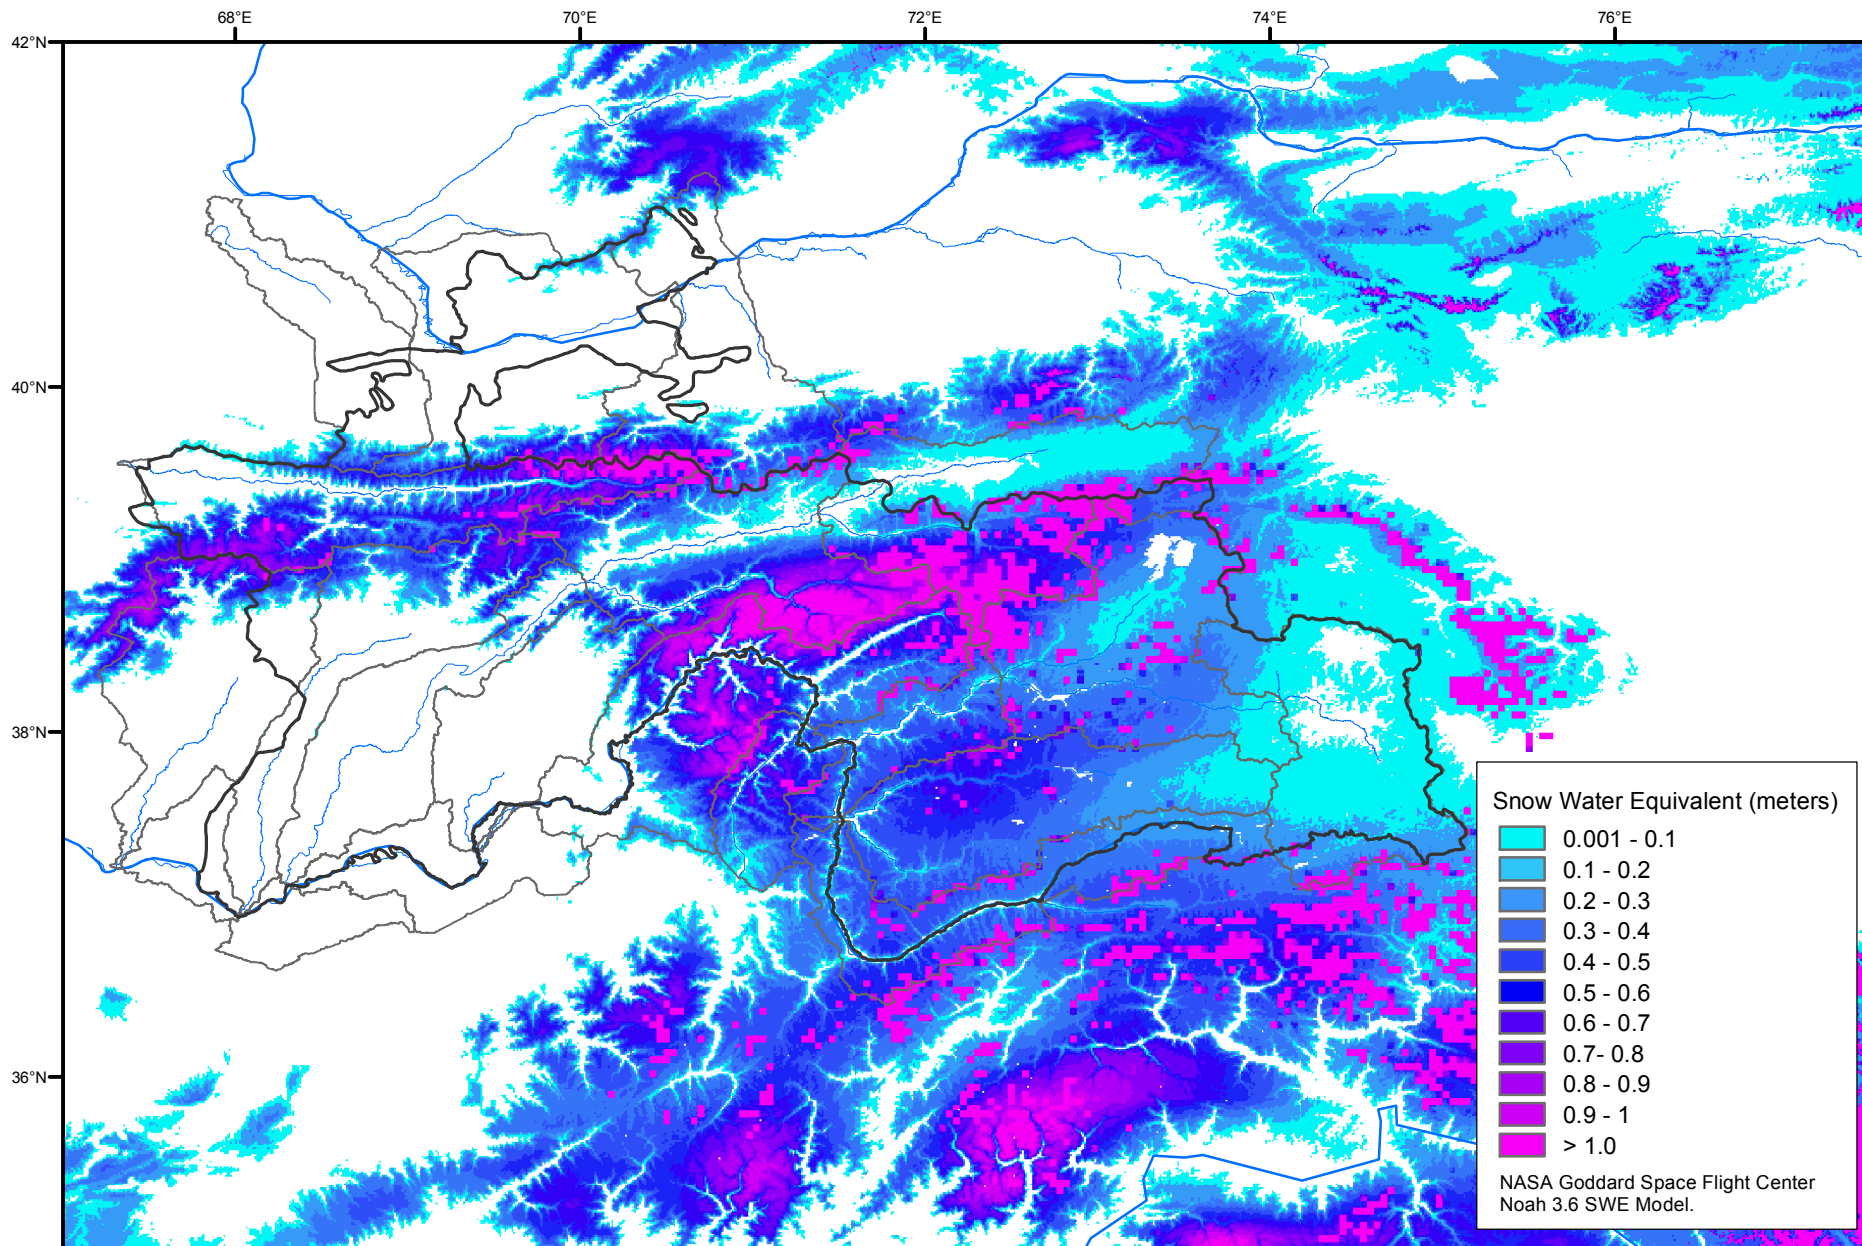 68°E
70°E
72°E
74°E
76°E
42°N
40°N
38°N
36°N
Snow Water Equivalent (meters)
0.001 - 0.1
0.1 - 0.2
0.2 - 0.3
0.3 - 0.4
0.4 - 0.5
0.5 - 0.6
0.6 - 0.7
0.7- 0.8
0.8 - 0.9
0.9 - 1
> 1.0
NASA Goddard Space Flight Center
Noah 3.6 SWE Model.